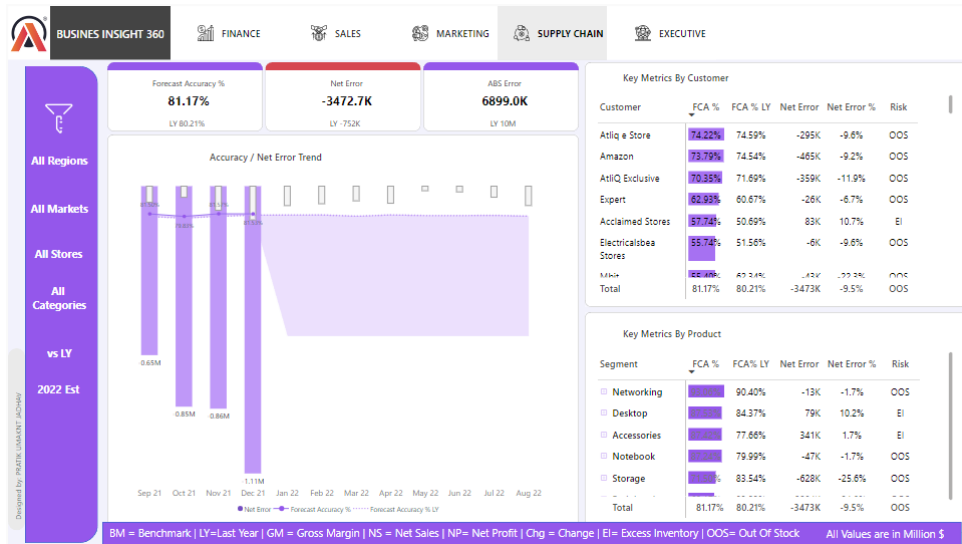 BUSINES INSIGHT 360
FINANCE
SALES
MARKETING
SUPPLY CHAIN
EXECUTIVE
All Regions
All Markets
All Stores
All
Categories
vs LY
2022 Est
Designed by: PRATIK UMAKNT JADHAV
Forecast Accuracy %
81.17%
LY 80.21%
Net Error
-3472.7K
LY -752K
ABS Error
6899.0K
LY 10M
Accuracy / Net Error Trend
-0.65M
0.85M
-0.86M
-1.11M
Sep 21 Oct 21 Nov 21 Dec 21 Jan 22 Feb 22 Mar 22 Apr 22 May 22 Jun 22 Jul 22 Aug 22
Net Error Forecast Accuracy % Forecast Accuracy % LY
Key Metrics By Customer
Customer FCA % FCA % LY Net Error Net Error % Risk
Atliq e Store 74.22% 74.59% -295K -9.6% OOS
Amazon 73.79% 74.54% -465K -9.2% OOS
AtliQ Exclusive 70.35% 71.69% -359K -11.9% OOS
Expert 62.93% 60.67% -26K -6.7% OOS
Acclaimed Stores 57.74% 50.69% 83K 10.7% EI
Electricalsbea
Stores 55.74% 51.56% -6K -9.6% OOS
Mbit 55.40% 62.34% -43K -22.3% OOS
Total 81.17% 80.21% -3473K -9.5% OOS
Key Metrics By Product
Segment FCA % FCA% LY Net Error Net Error % Risk
Networking 90.40% -13K -1.7% OOS
Desktop 84.37% 79K 10.2% EI
Accessories 77.66% 341K 1.7% EI
Notebook 79.99% -47K -1.7% OOS
Storage 83.54% -628K -25.6% OOS
Total 81.17% 80.21% -3473K -9.5% OOS
BM = Benchmark | LY=Last Year | GM = Gross Margin | NS = Net Sales | NP= Net Profit | Chg = Change | EI= Excess Inventory | OOS= Out Of Stock All Values are in Million $